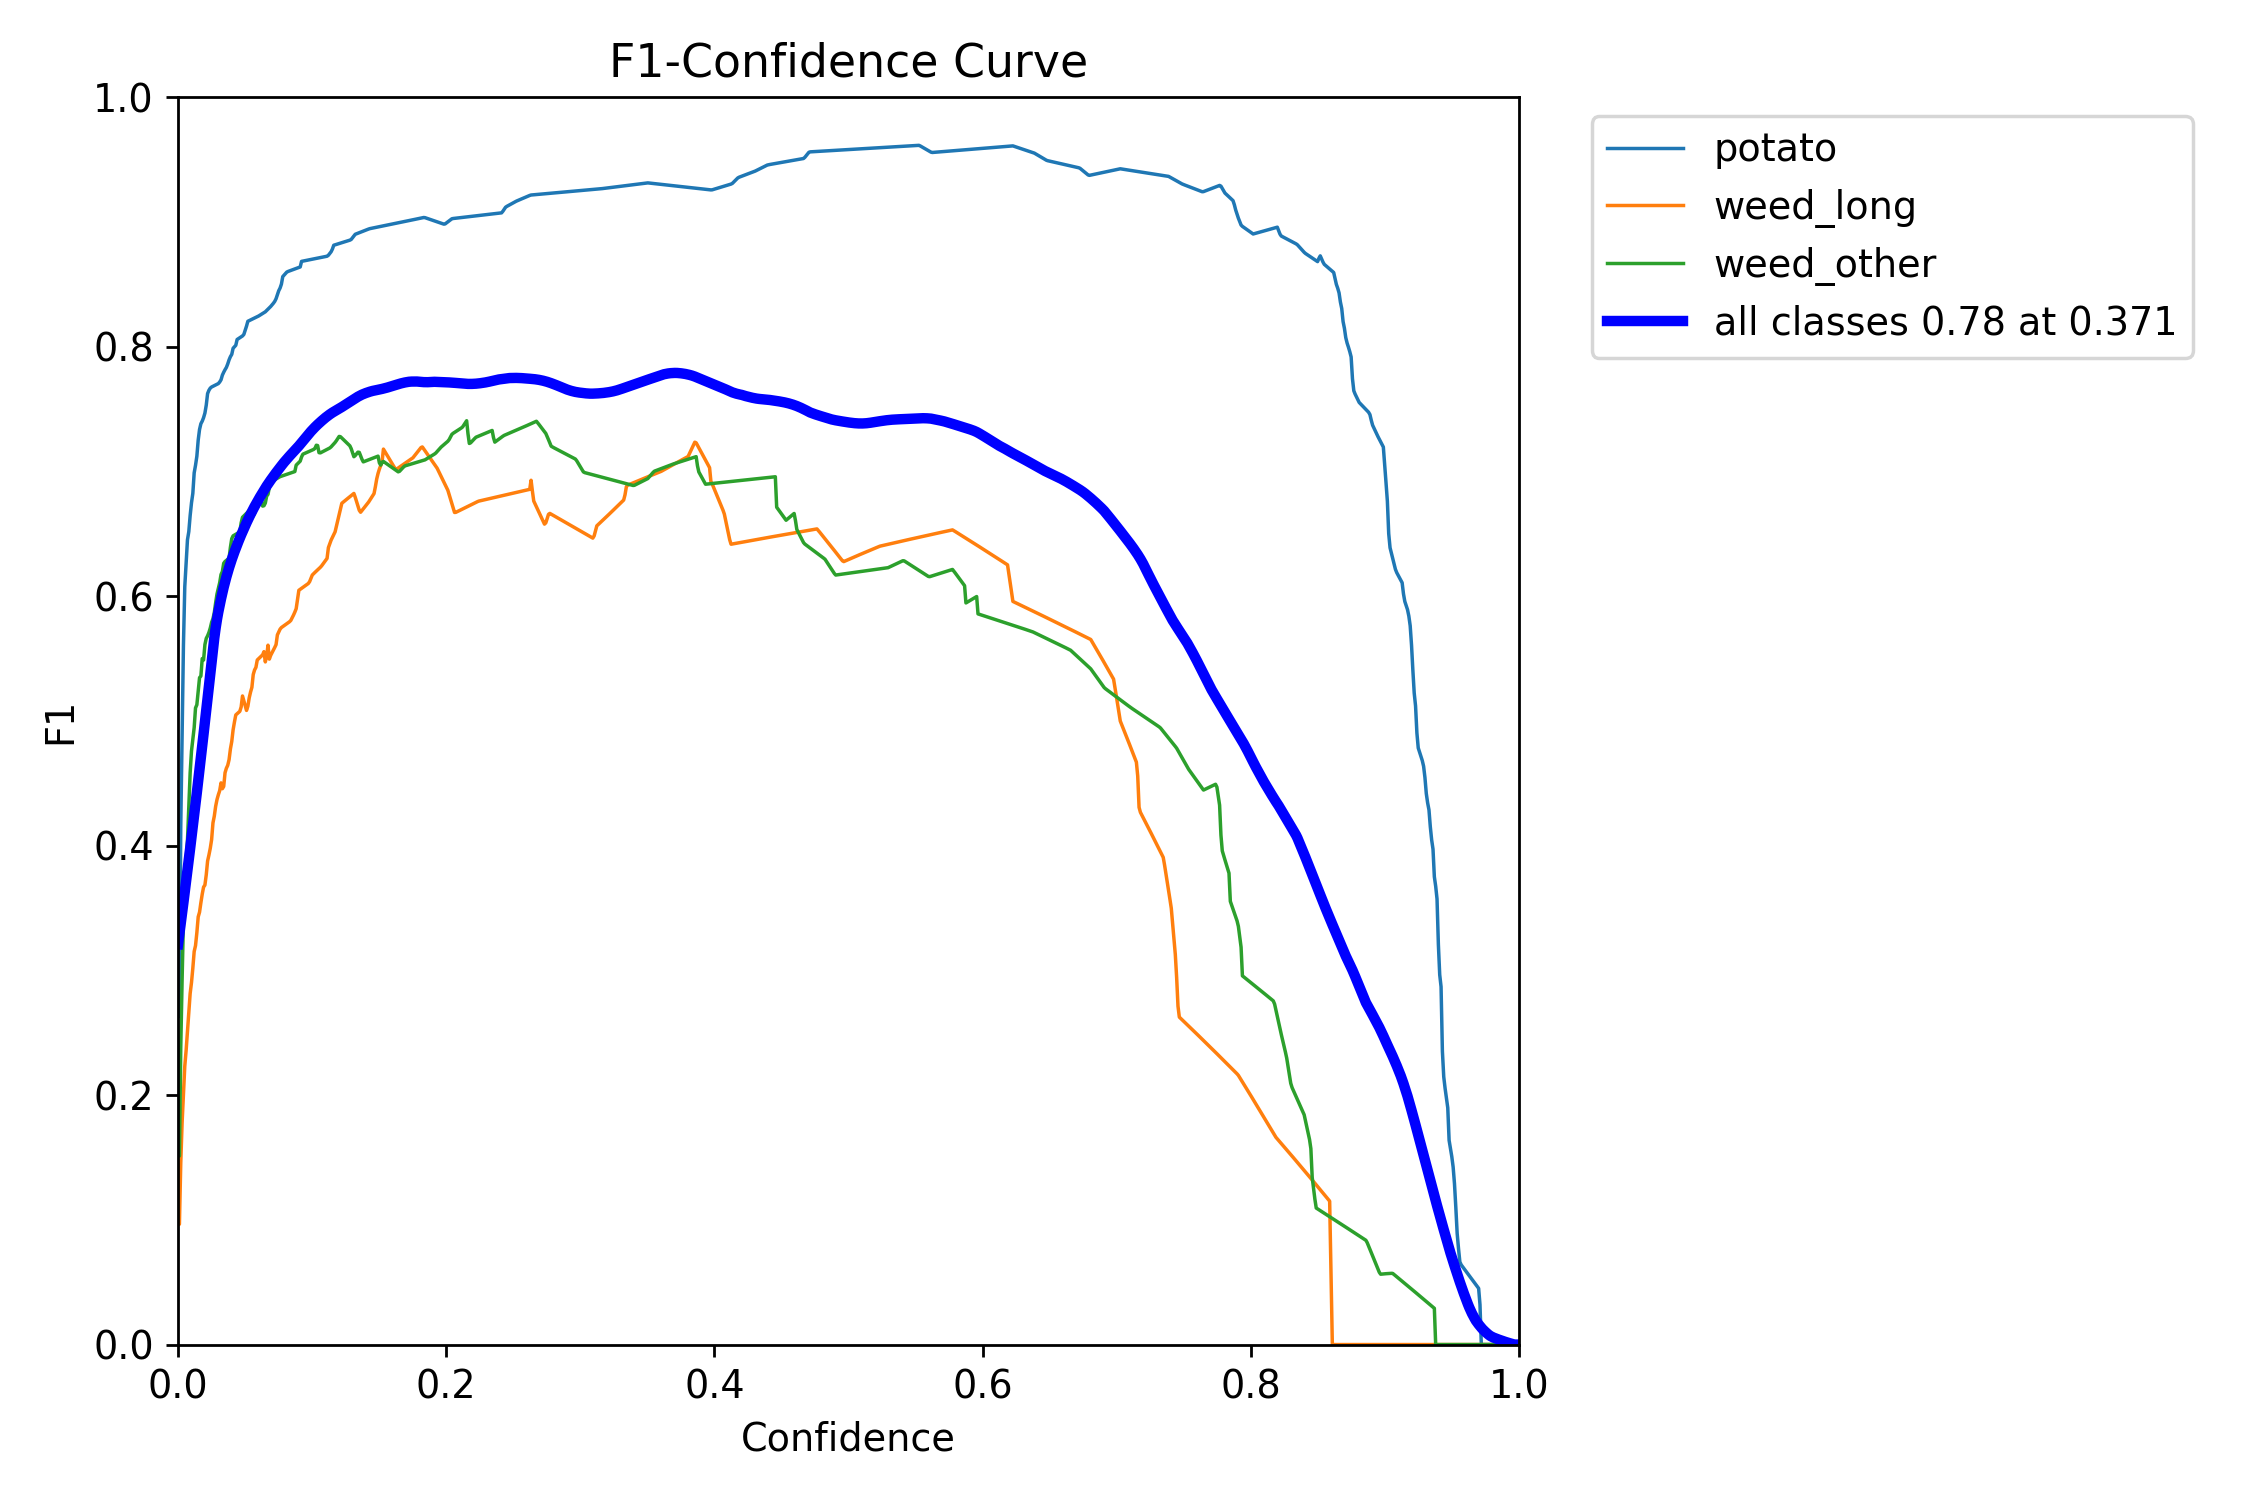 F1-Confidence Curve
1.0
0.8
0.6
0.4
0.2
0.0
F1
0.0 0.2 0.4 0.6 0.8 1.0
Confidence
potato
weed_long
weed_other
all classes 0.78 at 0.371